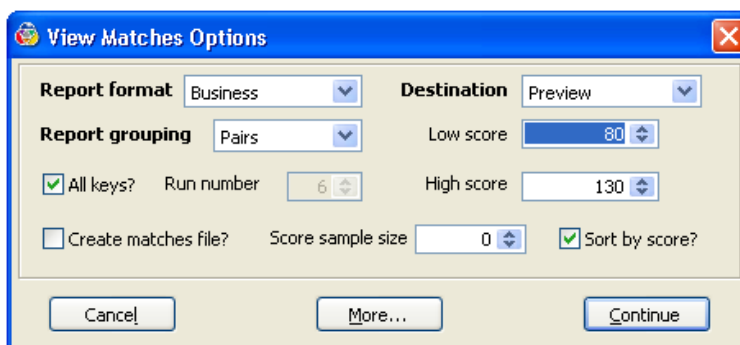 View Matches Options
Report format Business Destination Preview
Report grouping Pairs Low score 80
All keys? Run number 6 High score 130
Create matches file? Score sample size 0 Sort by score?
Cancel More... Continue